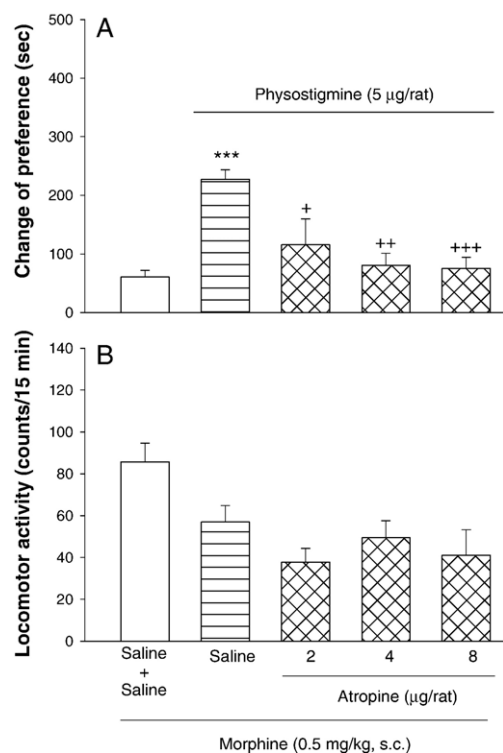 A
Change of preference (sec)
500
400
300
200
100
0
Physostigmine (5 μg/rat)
***
+
++
+++
B
Locomotor activity (counts/15 min)
140
120
100
80
60
40
20
0
Saline
+
Saline
Saline
2
4
8
Atropine (μg/rat)
Morphine (0.5 mg/kg, s.c.)